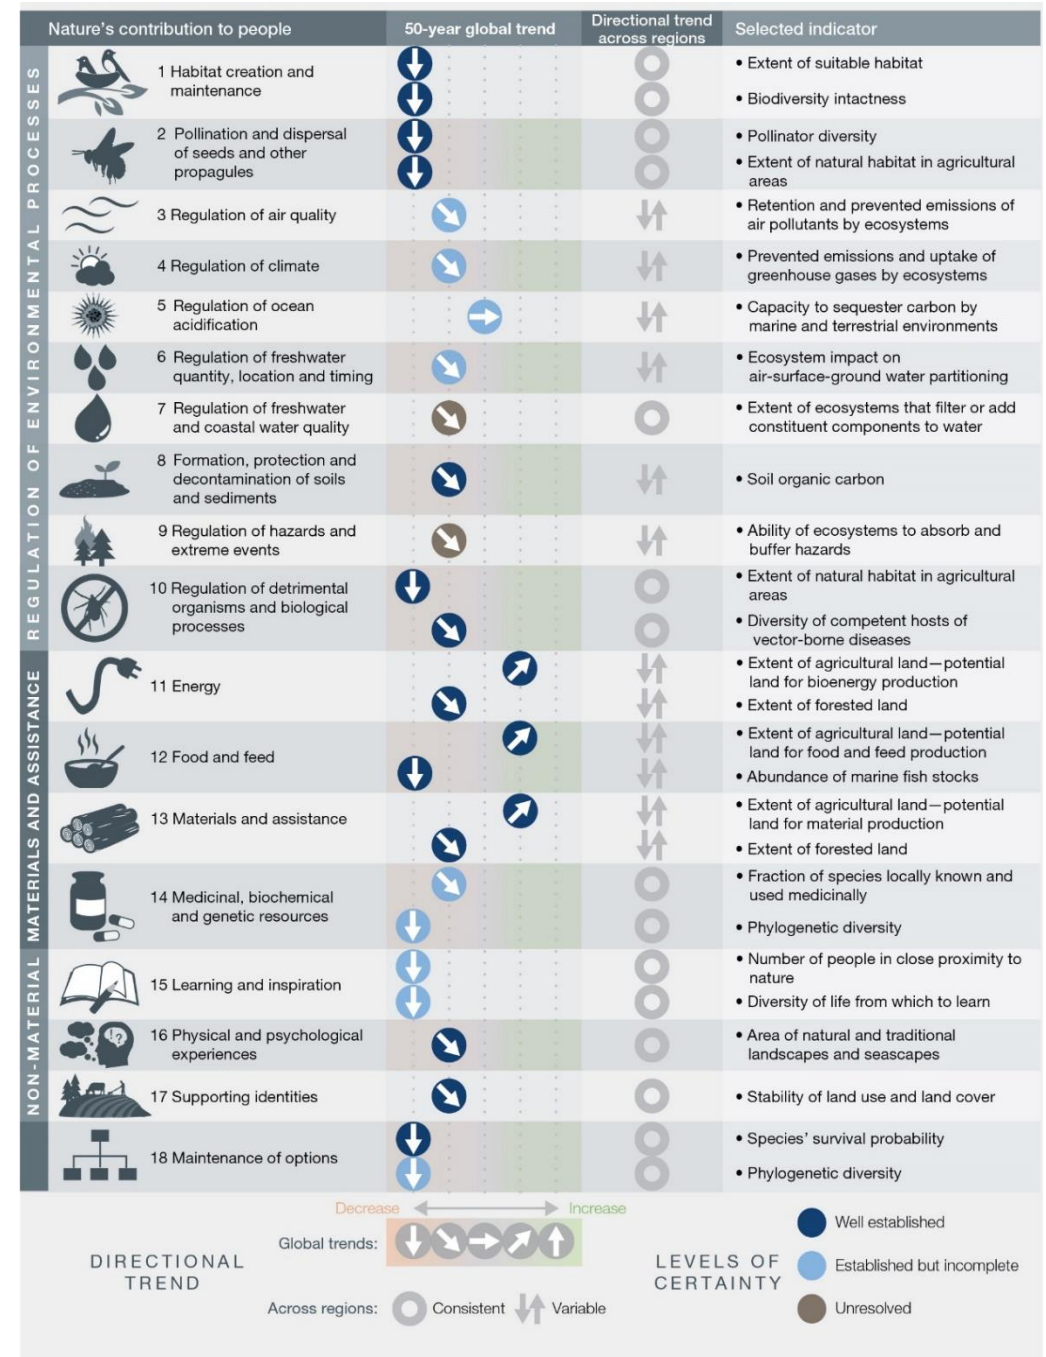 Nature's contribution to people
50-year global trend
Directional trend
across regions
Selected indicator
REGULATION OF ENVIRONMENTAL PROCESSES
1 Habitat creation and
maintenance
• Extent of suitable habitat
• Biodiversity intactness
2 Pollination and dispersal
of seeds and other
propagules
• Pollinator diversity
• Extent of natural habitat in agricultural
areas
3 Regulation of air quality
• Retention and prevented emissions of
air pollutants by ecosystems
4 Regulation of climate
• Prevented emissions and uptake of
greenhouse gases by ecosystems
5 Regulation of ocean
acidification
• Capacity to sequester carbon by
marine and terrestrial environments
6 Regulation of freshwater
quantity, location and timing
• Ecosystem impact on
air-surface-ground water partitioning
7 Regulation of freshwater
and coastal water quality
• Extent of ecosystems that filter or add
constituent components to water
8 Formation, protection and
decontamination of soils
and sediments
• Soil organic carbon
9 Regulation of hazards and
extreme events
• Ability of ecosystems to absorb and
buffer hazards
10 Regulation of detrimental
organisms and biological
processes
• Extent of natural habitat in agricultural
areas
• Diversity of competent hosts of
vector-borne diseases
MATERIALS AND ASSISTANCE
11 Energy
• Extent of agricultural land—potential
land for bioenergy production
• Extent of forested land
12 Food and feed
• Extent of agricultural land—potential
land for food and feed production
• Abundance of marine fish stocks
13 Materials and assistance
• Extent of agricultural land—potential
land for material production
• Extent of forested land
14 Medicinal, biochemical
and genetic resources
• Fraction of species locally known and
used medicinally
• Phylogenetic diversity
NON-MATERIAL
15 Learning and inspiration
• Number of people in close proximity to
nature
• Diversity of life from which to learn
!?
16 Physical and psychological
experiences
• Area of natural and traditional
landscapes and seascapes
17 Supporting identities
• Stability of land use and land cover
18 Maintenance of options
• Species' survival probability
• Phylogenetic diversity
DIRECTIONAL
TREND
Decrease
Increase
Global trends:
Across regions:
Consistent
Variable
LEVELS OF
CERTAINTY
Well established
Established but incomplete
Unresolved